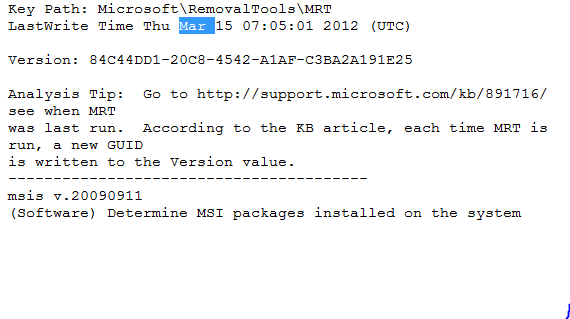 Key Path: Microsoft\RemovalTools\MRT
LastWrite Time Thu Mar 15 07:05:01 2012 (UTC)
Version: 84C44DD1-20C8-4542-A1AF-C3BA2A191E25
Analysis Tip:  Go to http://support.microsoft.com/kb/891716/
see when MRT
was last run.  According to the KB article, each time MRT is
run, a new GUID
is written to the Version value.
----------------------------------------
msis v.20090911
(Software) Determine MSI packages installed on the system